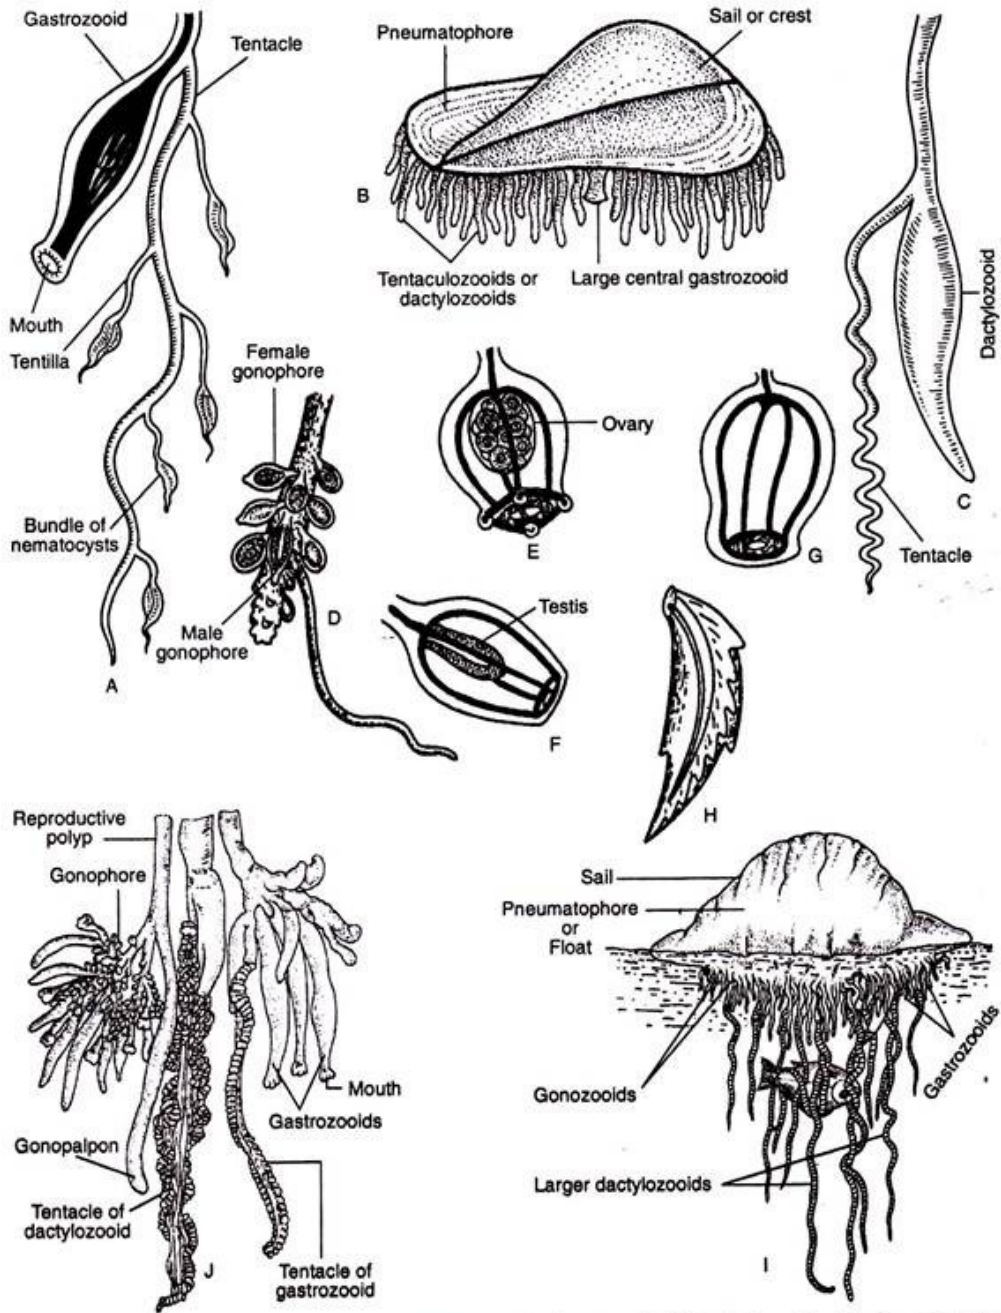 Gastrozooid
Tentacle
Mouth
Tentilla
Bundle of
nematocysts
A
Pneumatophore
Sail or crest
B
Tentaculozooids or
dactylozooids
Large central gastrozooid
Dactylozooid
C
Tentacle
Female
gonophore
Male
gonophore
D
Ovary
E
G
Testis
F
H
Reproductive
polyp
Gonophore
Gonopalpon
Tentacle of
dactylozooid
J
Mouth
Gastrozooids
Tentacle of
gastrozooid
Sail
Pneumatophore
or
Float
Gonozooids
Gastrozooids
Larger dactylozooids
I